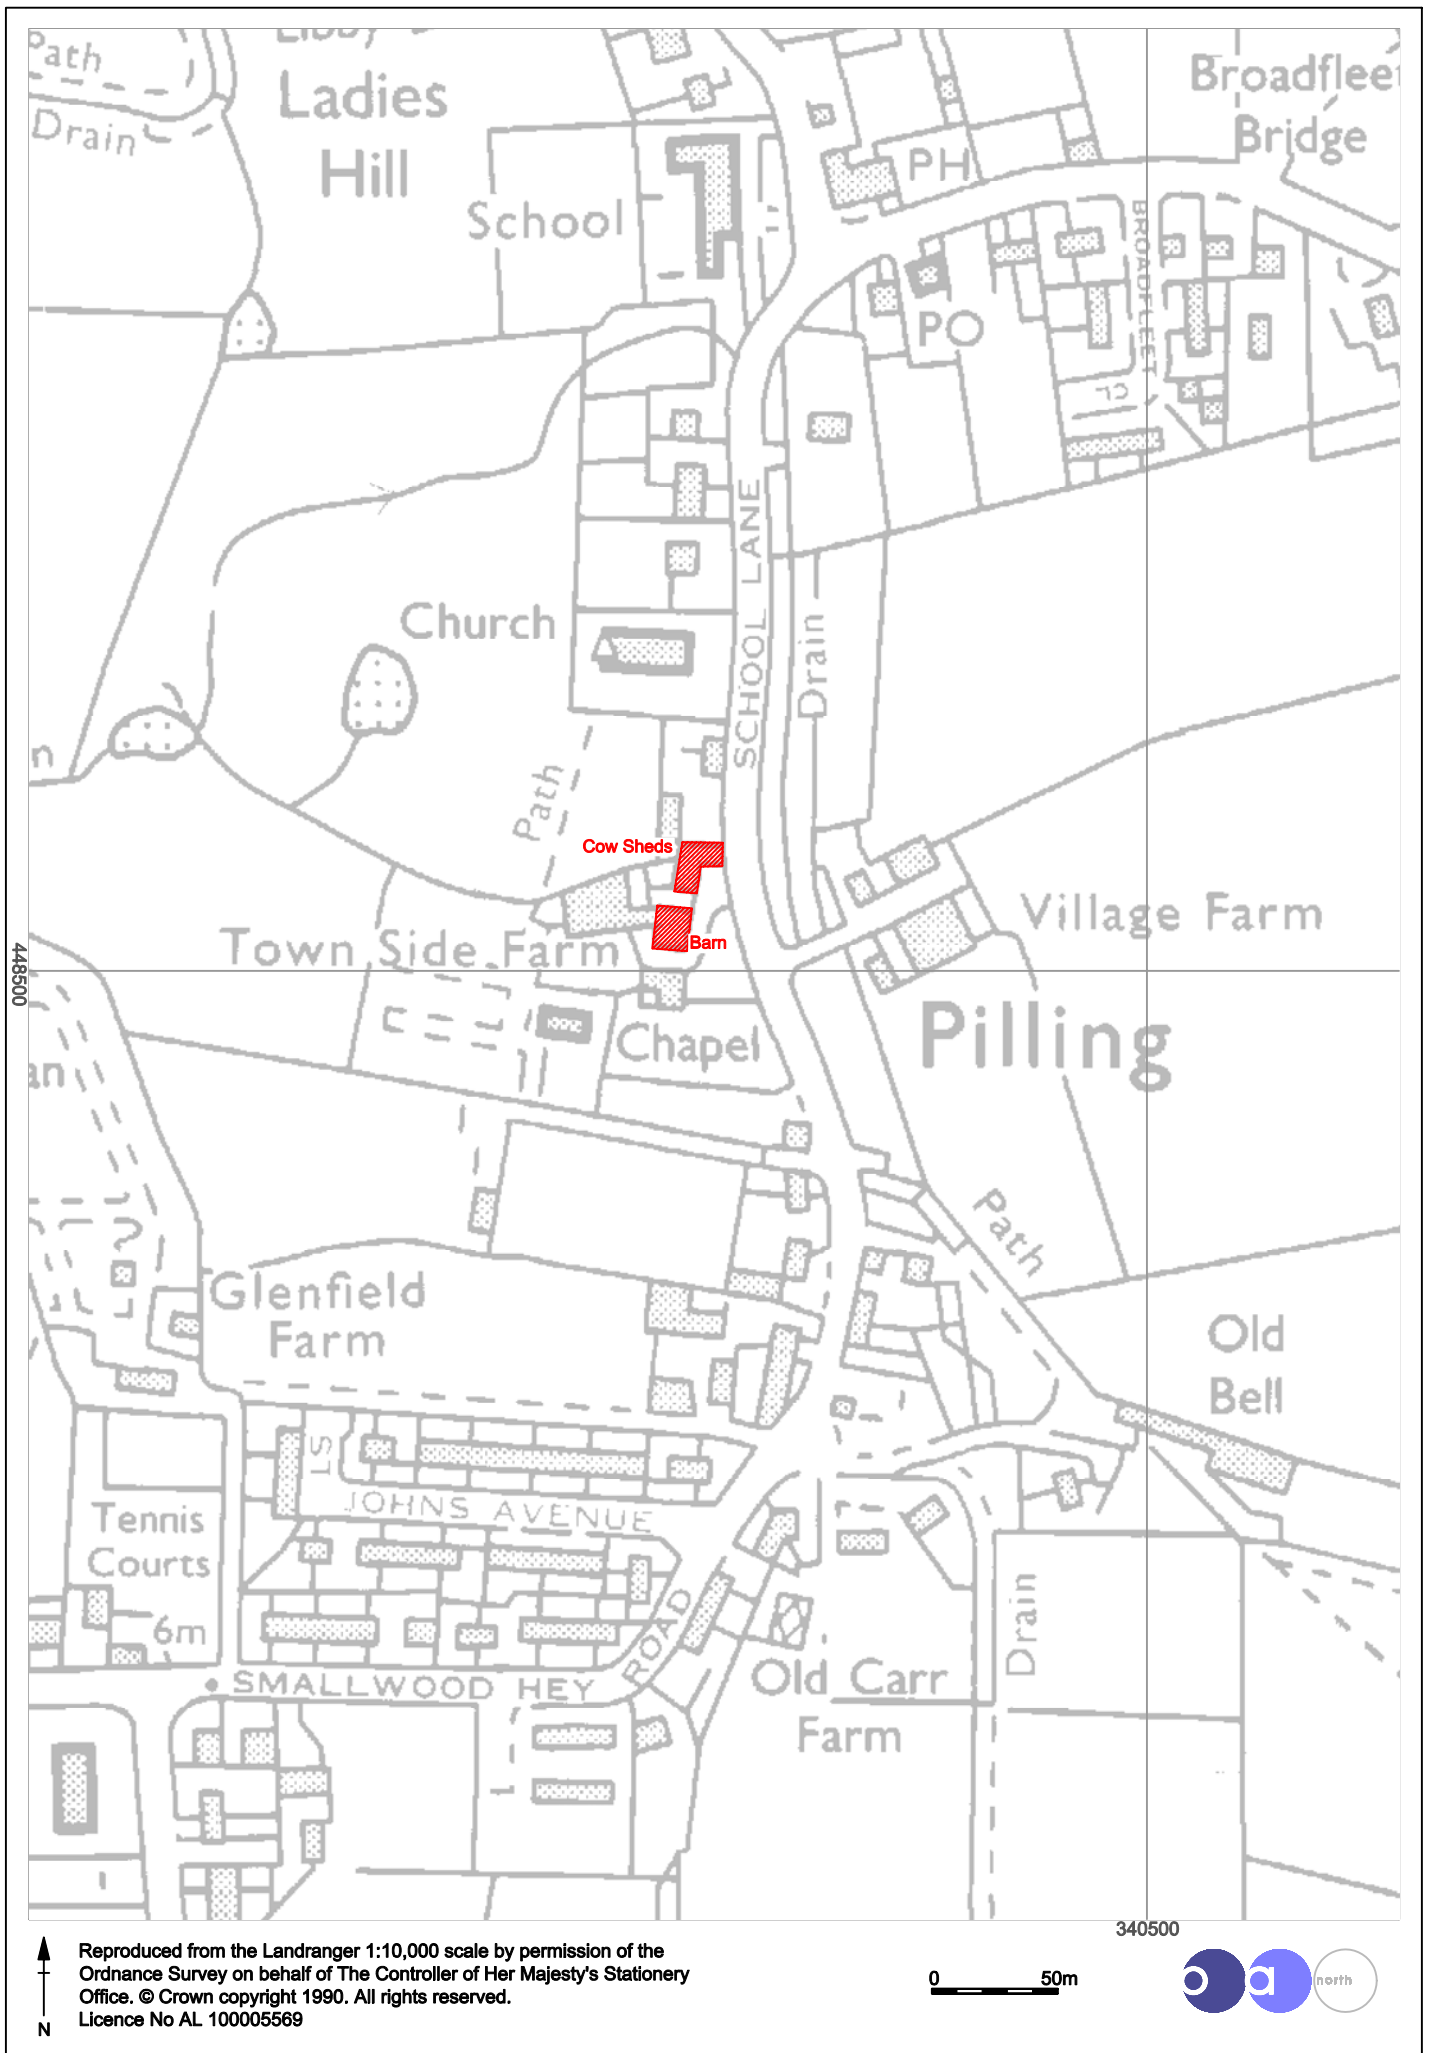 Path
Ladies
Hill
Drain
School
PH
Broadfleet
Bridge
BROADFLEET
CL
PO
SCHOOL LANE
Church
Drain
n
Path
Cow Sheds
Barn
Town Side Farm
Village Farm
448500
Pilling
Chapel
an
Path
Glenfield
Farm
Old
Bell
ST
JOHNS AVENUE
Tennis
Courts
6m
SMALLWOOD HEY
ROAD
Drain
Old Carr
Farm
340500
Reproduced from the Landranger 1:10,000 scale by permission of the
Ordnance Survey on behalf of The Controller of Her Majesty's Stationery
Office. © Crown copyright 1990. All rights reserved.
Licence No AL 100005569
N
0 50m
oa north